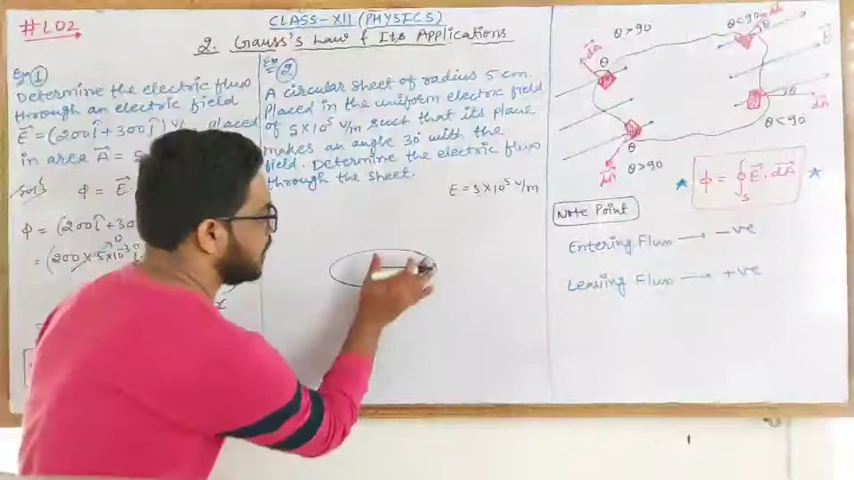 #L02
CLASS-XII (PHYSICS)
2. Gauss's Law & Its Applications
Eg ①
Determine the electric flux
through an electric field
E⃗ = (200î + 300ĵ) V/m placed
in area A⃗ = 5
Solⁿ φ = E⃗ ·
φ = (200î + 30
= (200 × 5×10⁻³
0
Eg ②
A circular sheet of radius 5 cm.
Placed in the uniform electric field
of 5×10⁵ V/m such that its plane
makes an angle 30° with the
field. Determine the electric flux
through the sheet.
E = 5×10⁵ V/m
θ > 90
θ < 90
dA⃗
dA⃗
θ
θ
E⃗
θ
dA⃗
θ < 90
θ
dA⃗
θ > 90
φ = ∮ E⃗ · dA⃗
S
Note Point
Entering Flux → -ve
Leaving Flux → +ve